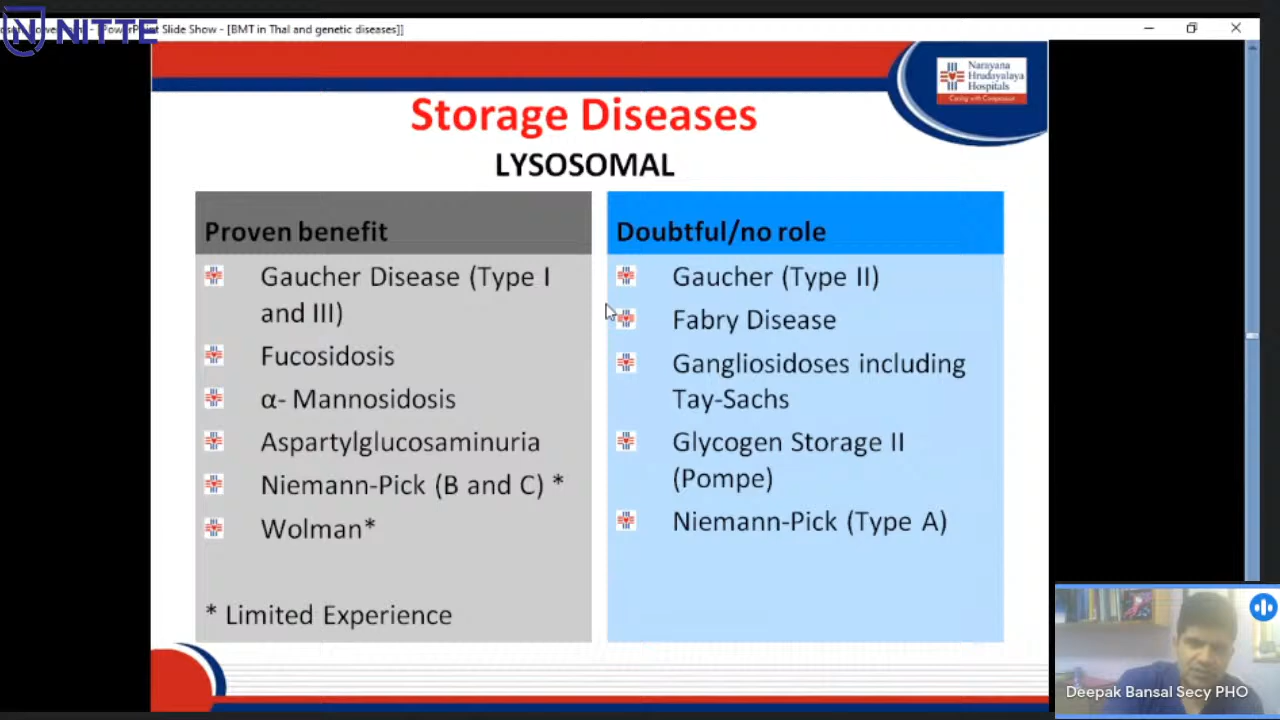 NITTE
PowerPoint Slide Show - [BMT in Thal and genetic diseases]]
Narayana
Hrudayalaya
Hospitals
Caring with Compassion
Storage Diseases
LYSOSOMAL
Proven benefit
Gaucher Disease (Type I
and III)
Fucosidosis
α- Mannosidosis
Aspartylglucosaminuria
Niemann-Pick (B and C) *
Wolman*
* Limited Experience
Doubtful/no role
Gaucher (Type II)
Fabry Disease
Gangliosidoses including
Tay-Sachs
Glycogen Storage II
(Pompe)
Niemann-Pick (Type A)
Deepak Bansal Secy PHO